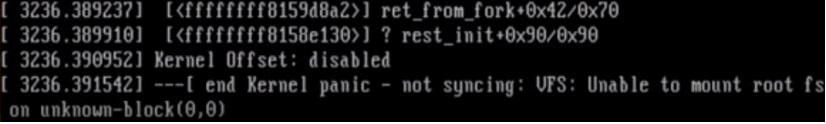 [ 3236.389237]  [<ffffffff8159d8a2>] ret_from_fork+0x42/0x70
[ 3236.389910]  [<ffffffff8158e130>] ? rest_init+0x90/0x90
[ 3236.390952] Kernel Offset: disabled
[ 3236.391542] ---[ end Kernel panic - not syncing: VFS: Unable to mount root fs
on unknown-block(0,0)